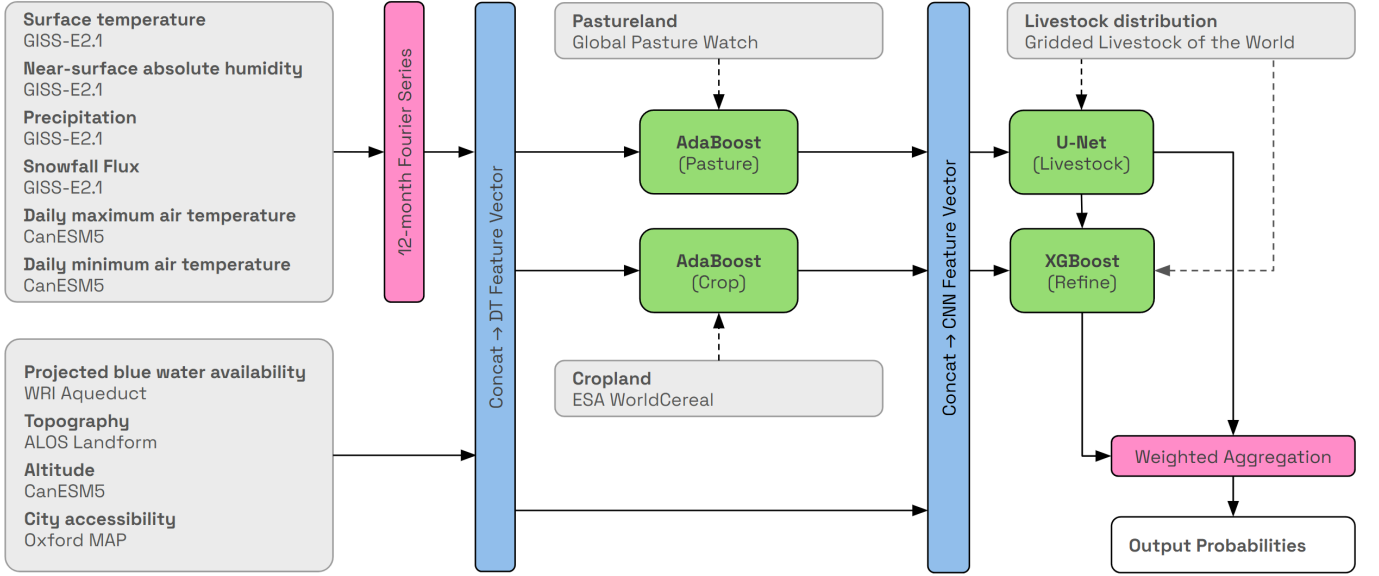 Surface temperature
GISS-E2.1
Near-surface absolute humidity
GISS-E2.1
Precipitation
GISS-E2.1
Snowfall Flux
GISS-E2.1
Daily maximum air temperature
CanESM5
Daily minimum air temperature
CanESM5
Projected blue water availability
WRI Aqueduct
Topography
ALOS Landform
Altitude
CanESM5
City accessibility
Oxford MAP
12-month Fourier Series
Concat → DT Feature Vector
Pastureland
Global Pasture Watch
AdaBoost
(Pasture)
AdaBoost
(Crop)
Cropland
ESA WorldCereal
Concat → CNN Feature Vector
Livestock distribution
Gridded Livestock of the World
U-Net
(Livestock)
XGBoost
(Refine)
Weighted Aggregation
Output Probabilities